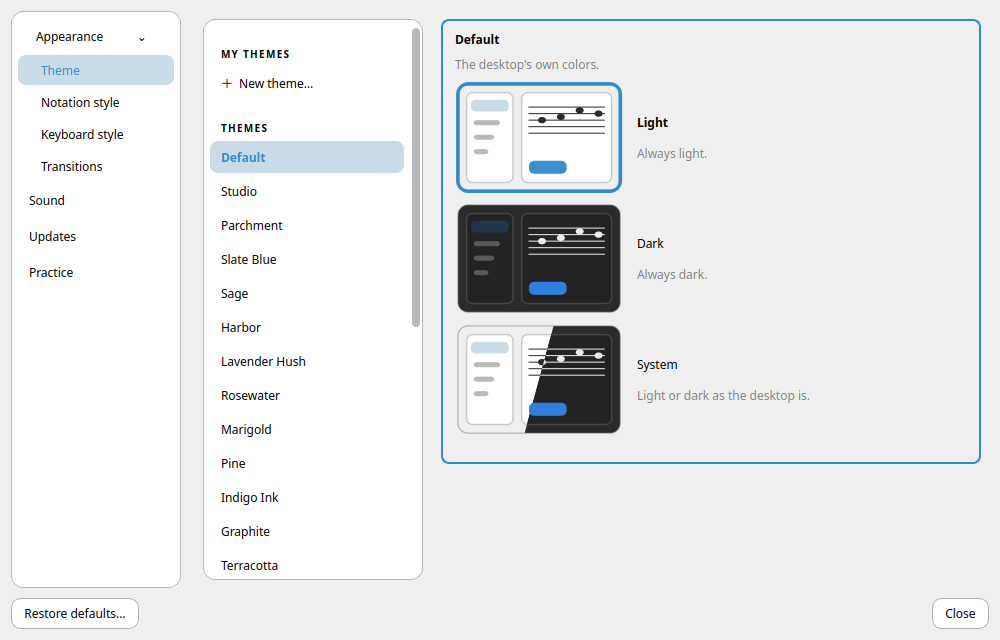 Appearance
Theme
Notation style
Keyboard style
Transitions
Sound
Updates
Practice
Restore defaults...
MY THEMES
+ New theme...
THEMES
Default
Studio
Parchment
Slate Blue
Sage
Harbor
Lavender Hush
Rosewater
Marigold
Pine
Indigo Ink
Graphite
Terracotta
Default
The desktop's own colors.
Light
Always light.
Dark
Always dark.
System
Light or dark as the desktop is.
Close